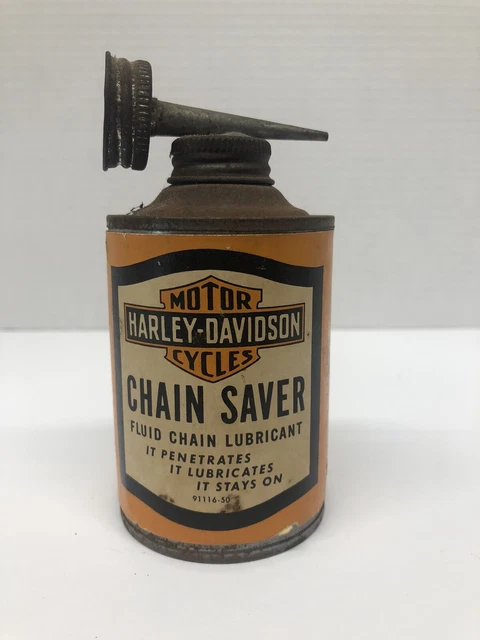 MOTOR
HARLEY-DAVIDSON
CYCLES
CHAIN SAVER
FLUID CHAIN LUBRICANT
IT PENETRATES
IT LUBRICATES
IT STAYS ON
91116-50